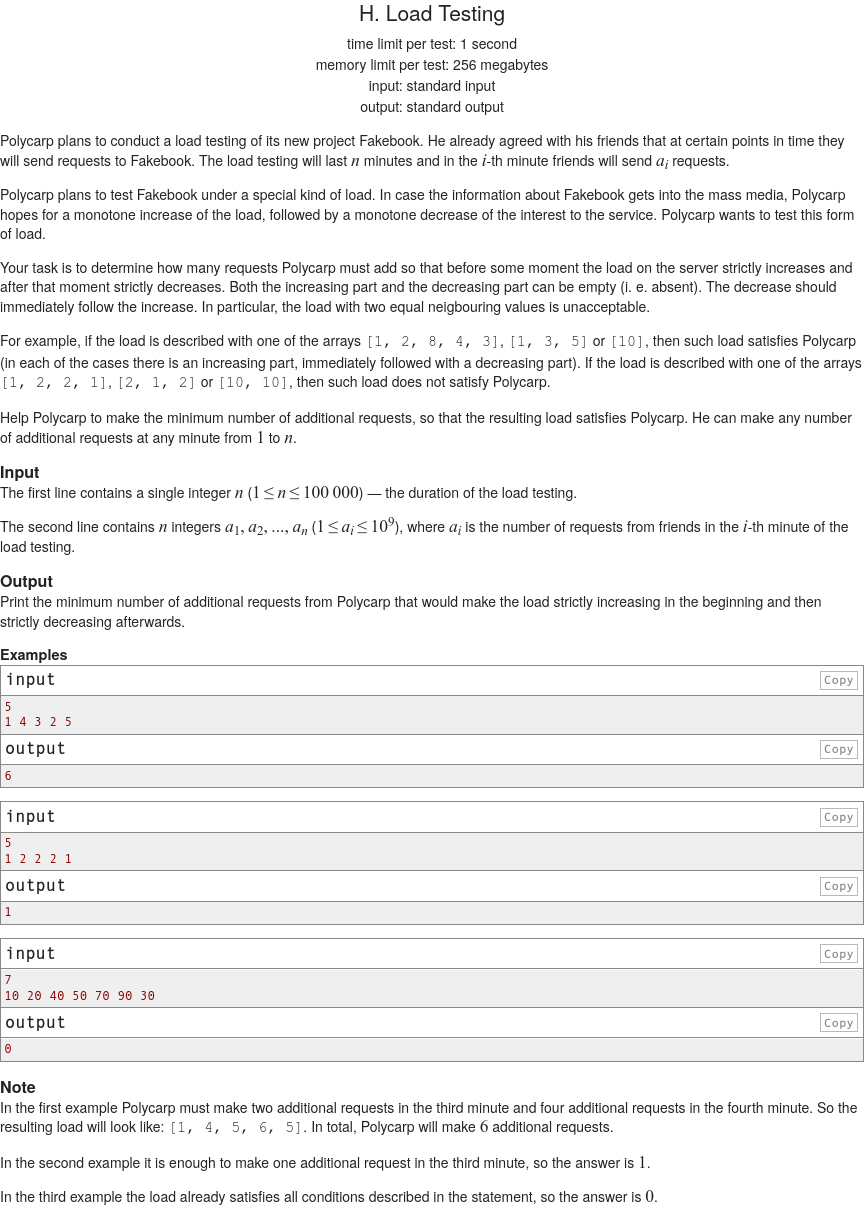 H. Load Testing
time limit per test: 1 second
memory limit per test: 256 megabytes
input: standard input
output: standard output
Polycarp plans to conduct a load testing of its new project Fakebook. He already agreed with his friends that at certain points in time they
will send requests to Fakebook. The load testing will last n minutes and in the i-th minute friends will send a_i requests.
Polycarp plans to test Fakebook under a special kind of load. In case the information about Fakebook gets into the mass media, Polycarp
hopes for a monotone increase of the load, followed by a monotone decrease of the interest to the service. Polycarp wants to test this form
of load.
Your task is to determine how many requests Polycarp must add so that before some moment the load on the server strictly increases and
after that moment strictly decreases. Both the increasing part and the decreasing part can be empty (i. e. absent). The decrease should
immediately follow the increase. In particular, the load with two equal neigbouring values is unacceptable.
For example, if the load is described with one of the arrays [1, 2, 8, 4, 3], [1, 3, 5] or [10], then such load satisfies Polycarp
(in each of the cases there is an increasing part, immediately followed with a decreasing part). If the load is described with one of the arrays
[1, 2, 2, 1], [2, 1, 2] or [10, 10], then such load does not satisfy Polycarp.
Help Polycarp to make the minimum number of additional requests, so that the resulting load satisfies Polycarp. He can make any number
of additional requests at any minute from 1 to n.
Input
The first line contains a single integer n (1 ≤ n ≤ 100 000) — the duration of the load testing.
The second line contains n integers a_1, a_2, ..., a_n (1 ≤ a_i ≤ 10^9), where a_i is the number of requests from friends in the i-th minute of the
load testing.
Output
Print the minimum number of additional requests from Polycarp that would make the load strictly increasing in the beginning and then
strictly decreasing afterwards.
Examples
input Copy
5
1 4 3 2 5
output Copy
6
input Copy
5
1 2 2 2 1
output Copy
1
input Copy
7
10 20 40 50 70 90 30
output Copy
0
Note
In the first example Polycarp must make two additional requests in the third minute and four additional requests in the fourth minute. So the
resulting load will look like: [1, 4, 5, 6, 5]. In total, Polycarp will make 6 additional requests.
In the second example it is enough to make one additional request in the third minute, so the answer is 1.
In the third example the load already satisfies all conditions described in the statement, so the answer is 0.